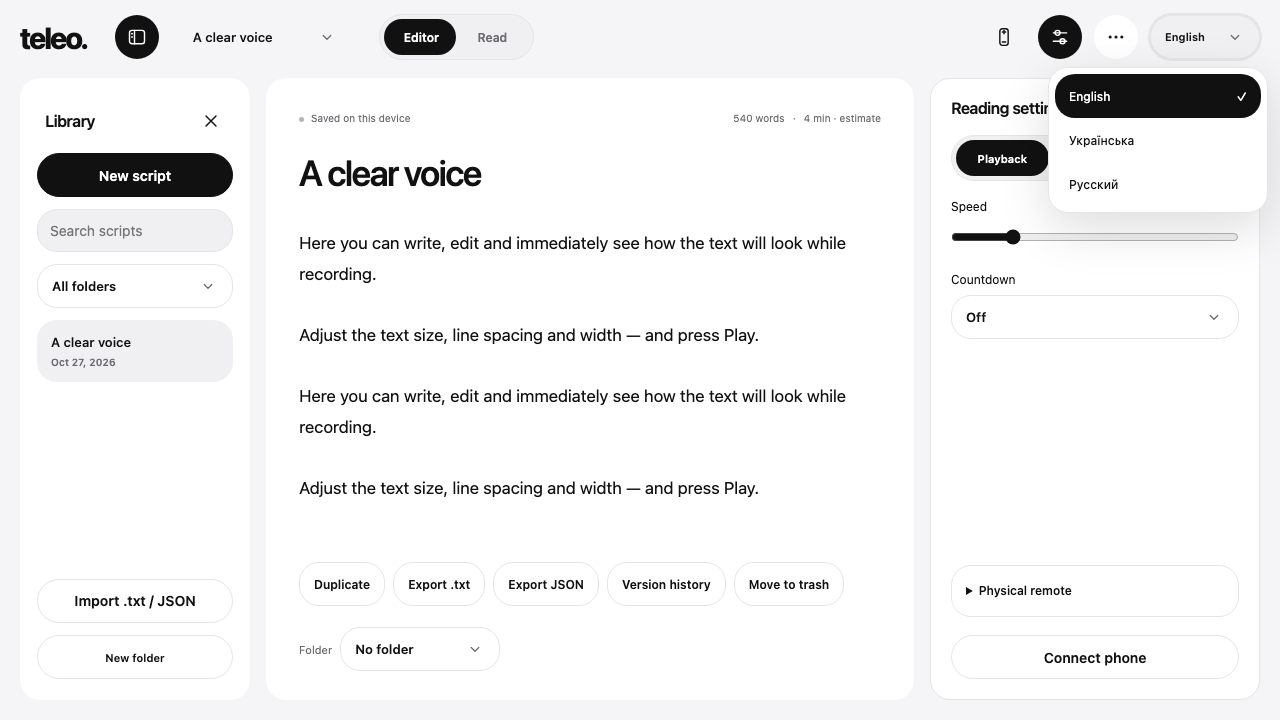 teleo.
A clear voice
Editor
Read
English
English
Українська
Русский
Library
New script
Search scripts
All folders
A clear voice
Oct 27, 2026
Import .txt / JSON
New folder
Saved on this device
540 words · 4 min · estimate
A clear voice
Here you can write, edit and immediately see how the text will look while
recording.
Adjust the text size, line spacing and width — and press Play.
Here you can write, edit and immediately see how the text will look while
recording.
Adjust the text size, line spacing and width — and press Play.
Duplicate
Export .txt
Export JSON
Version history
Move to trash
Folder
No folder
Reading
Playback
Speed
Countdown
Off
Physical remote
Connect phone